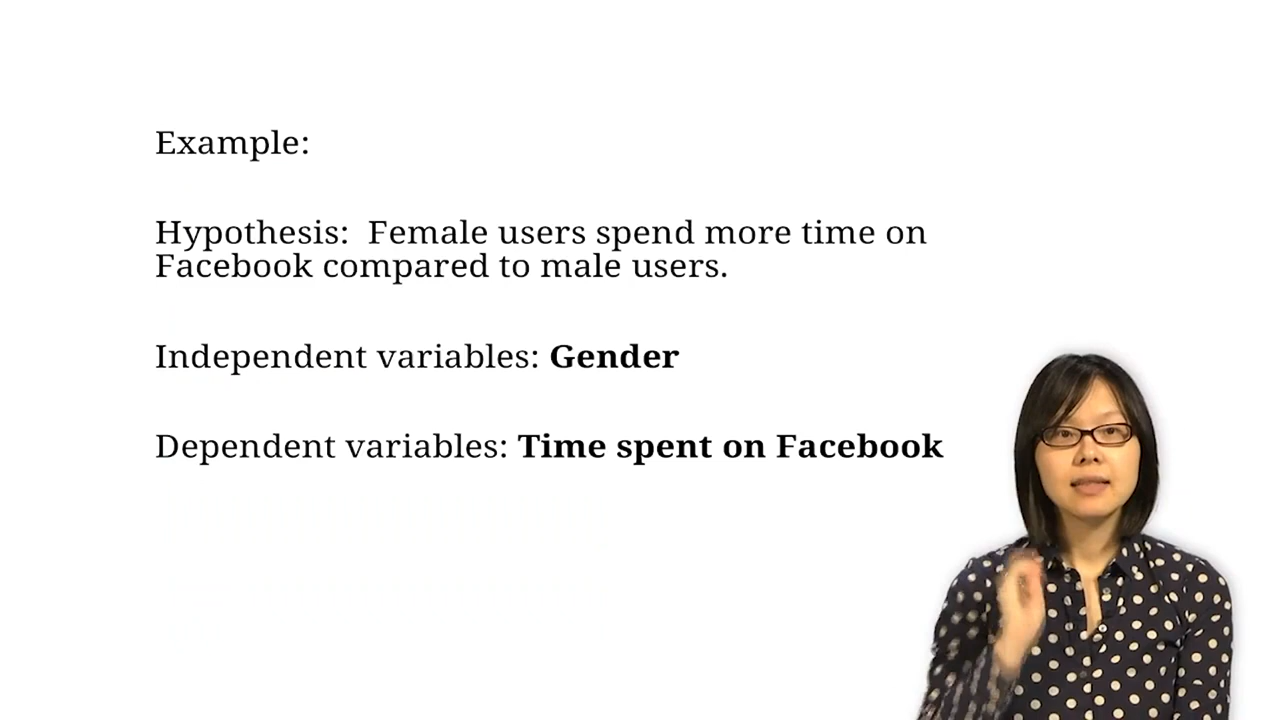 Example:
Hypothesis:  Female users spend more time on
Facebook compared to male users.
Independent variables: Gender
Dependent variables: Time spent on Facebook